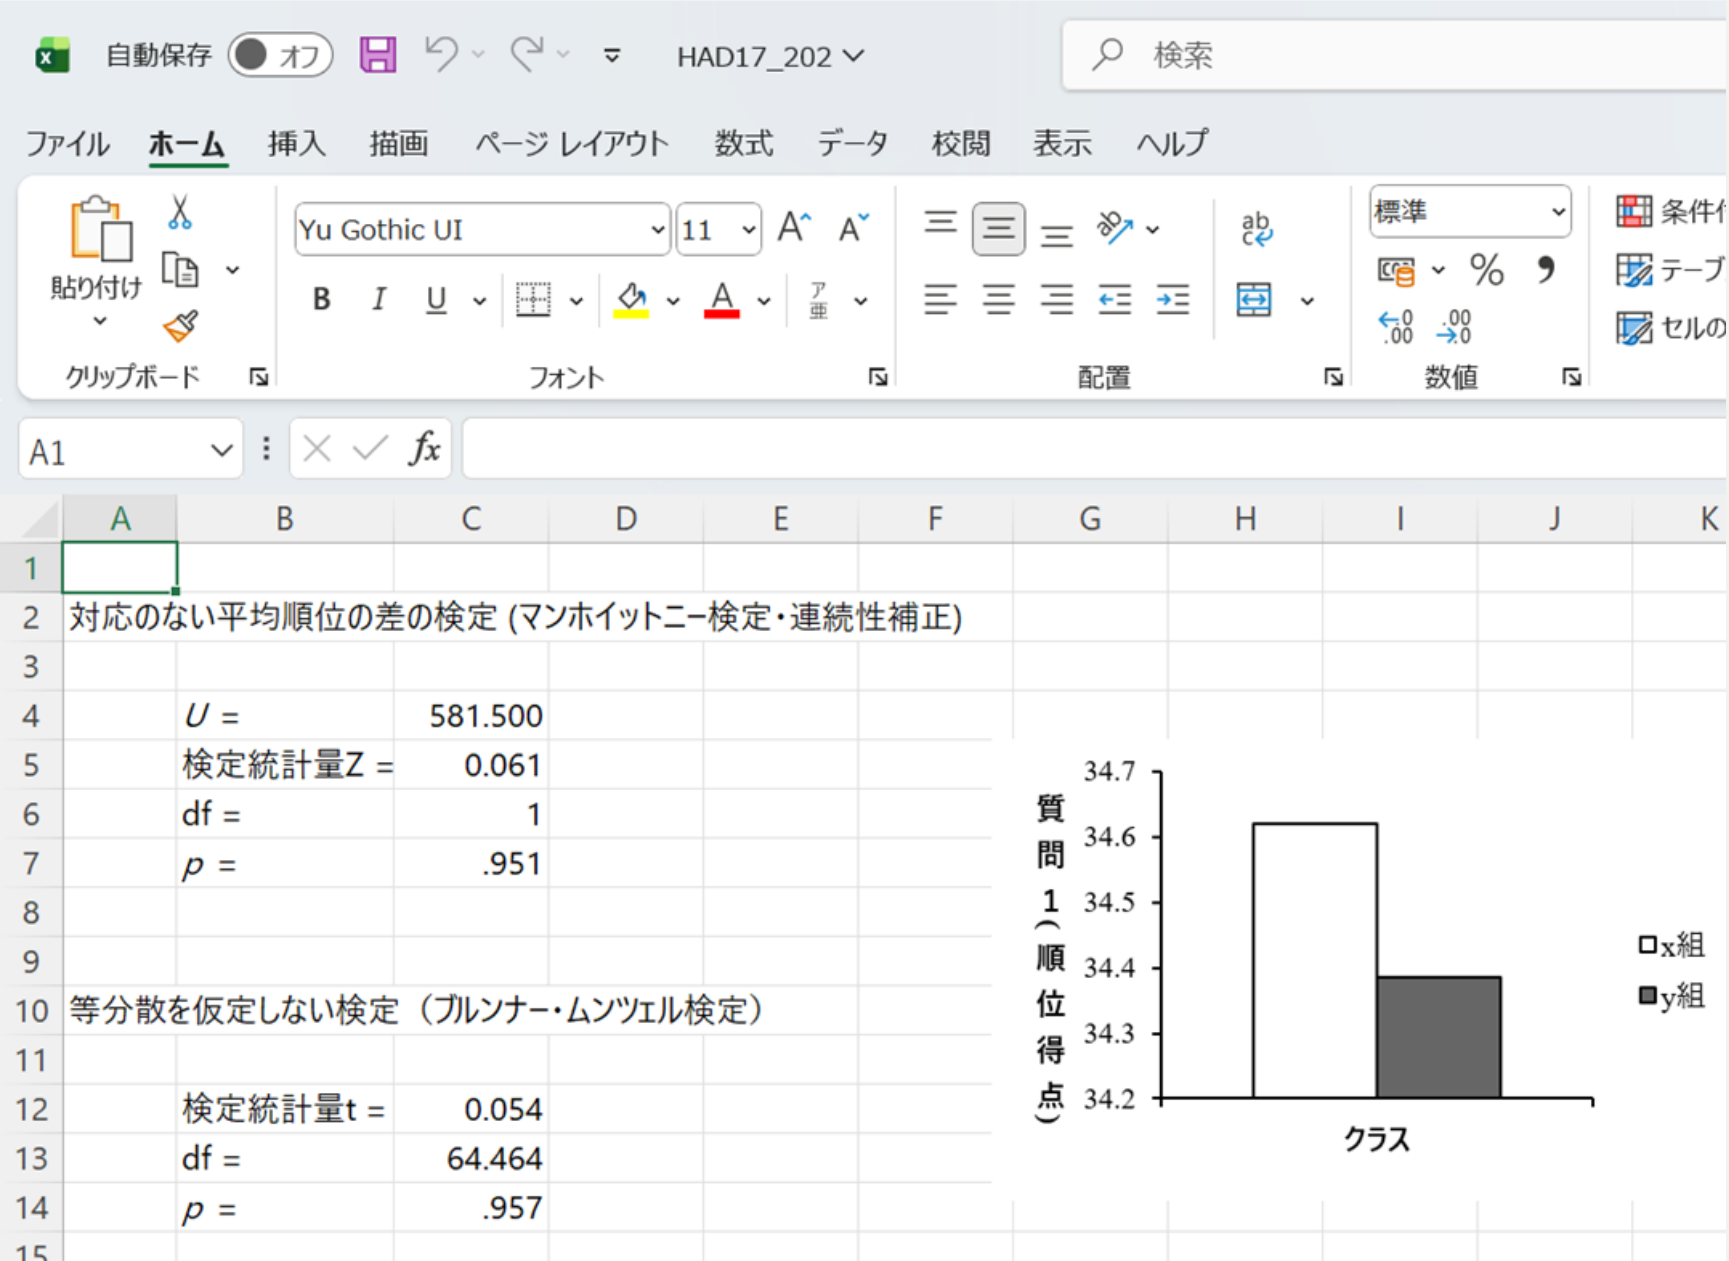 自動保存 オフ HAD17_202 検索
ファイル ホーム 挿入 描画 ページ レイアウト 数式 データ 校閲 表示 ヘルプ
貼り付け
クリップボード
Yu Gothic UI 11
B I U
ア亜
フォント
ab
ab
c
配置
標準
%
数値
条件付
テーブ
セルの
A1 fx
A B C D E F G H I J K
1
2 対応のない平均順位の差の検定 (マンホイットニー検定・連続性補正)
3
4 U = 581.500
5 検定統計量Z = 0.061
6 df = 1
7 p = .951
8
9
10 等分散を仮定しない検定（ブルンナー・ムンツェル検定）
11
12 検定統計量t = 0.054
13 df = 64.464
14 p = .957
15
質問1(順位得点)
34.7
34.6
34.5
34.4
34.3
34.2
クラス
x組
y組